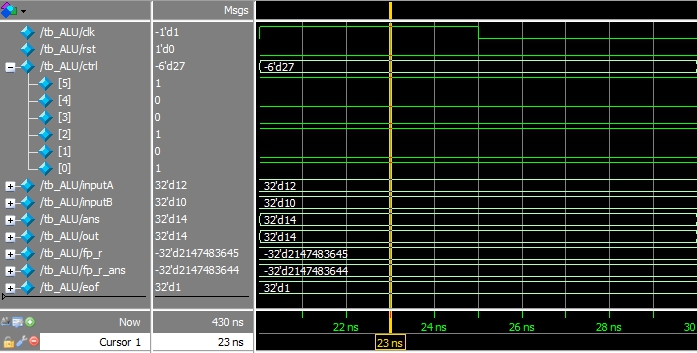 Msgs
/tb_ALU/clk -1'd1
/tb_ALU/rst 1'd0
/tb_ALU/ctrl -6'd27 -6'd27
[5] 1
[4] 0
[3] 0
[2] 1
[1] 0
[0] 1
/tb_ALU/inputA 32'd12 32'd12
/tb_ALU/inputB 32'd10 32'd10
/tb_ALU/ans 32'd14 32'd14
/tb_ALU/out 32'd14 32'd14
/tb_ALU/fp_r -32'd2147483645 -32'd2147483645
/tb_ALU/fp_r_ans -32'd2147483644 -32'd2147483644
/tb_ALU/eof 32'd1 32'd1
Now 430 ns 22 ns 24 ns 26 ns 28 ns 30
Cursor 1 23 ns 23 ns